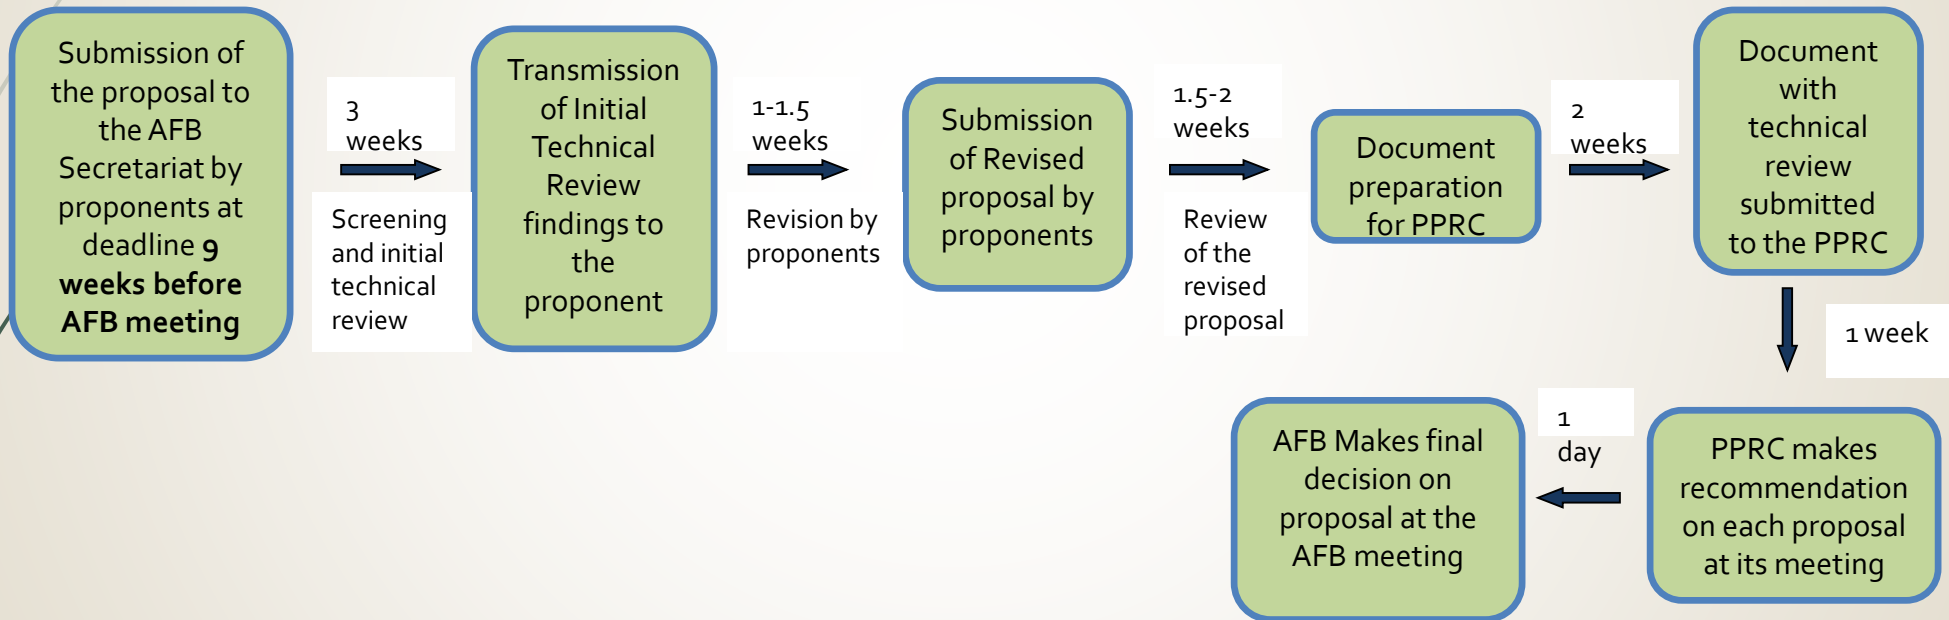 Submission of
the proposal to
the AFB
Secretariat by
proponents at
deadline 9
weeks before
AFB meeting
3
weeks
Screening
and initial
technical
review
Transmission
of Initial
Technical
Review
findings to
the
proponent
1-1.5
weeks
Revision by
proponents
Submission
of Revised
proposal by
proponents
1.5-2
weeks
Review
of the
revised
proposal
Document
preparation
for PPRC
2
weeks
Document
with
technical
review
submitted
to the PPRC
1 week
PPRC makes
recommendation
on each proposal
at its meeting
1
day
AFB Makes final
decision on
proposal at the
AFB meeting